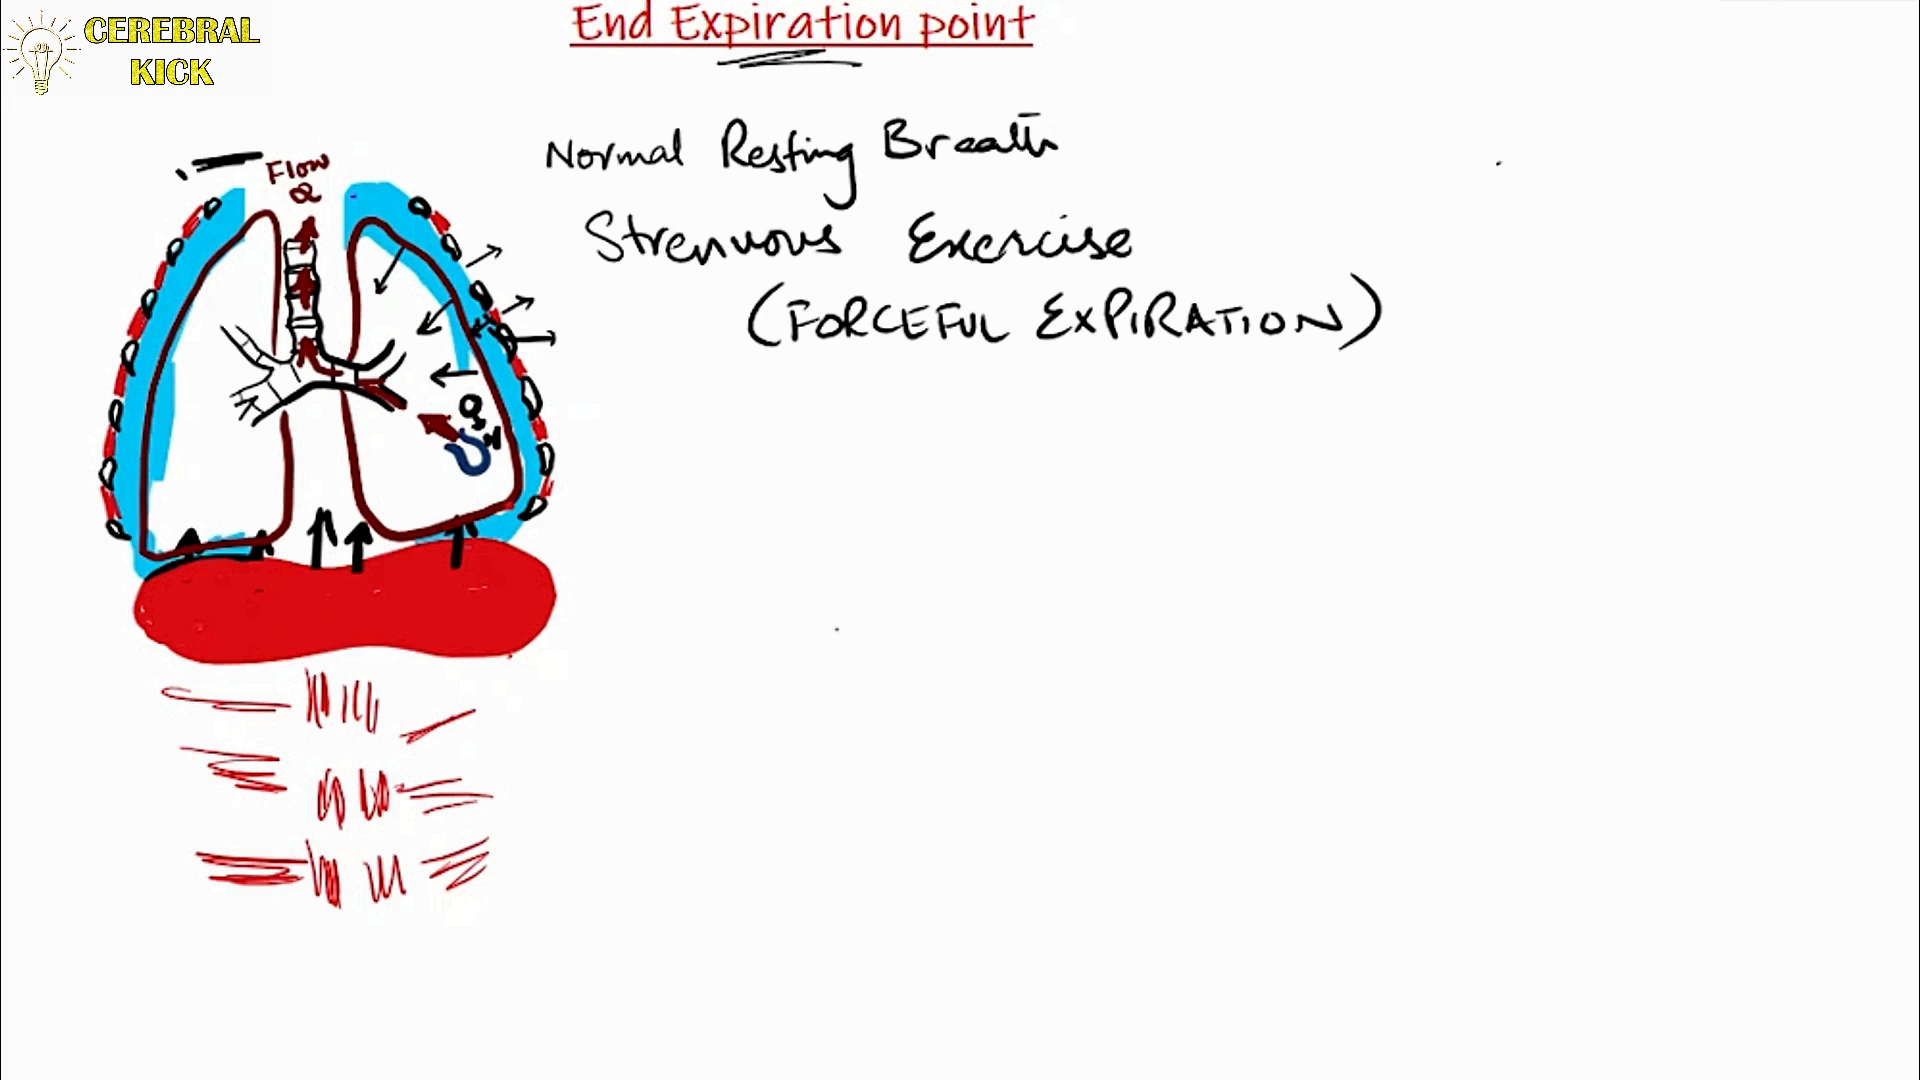 CEREBRAL
KICK
End Expiration point
Normal Resting Breath
Flow
Q
Strenuous Exercise
(FORCEFUL EXPIRATION)